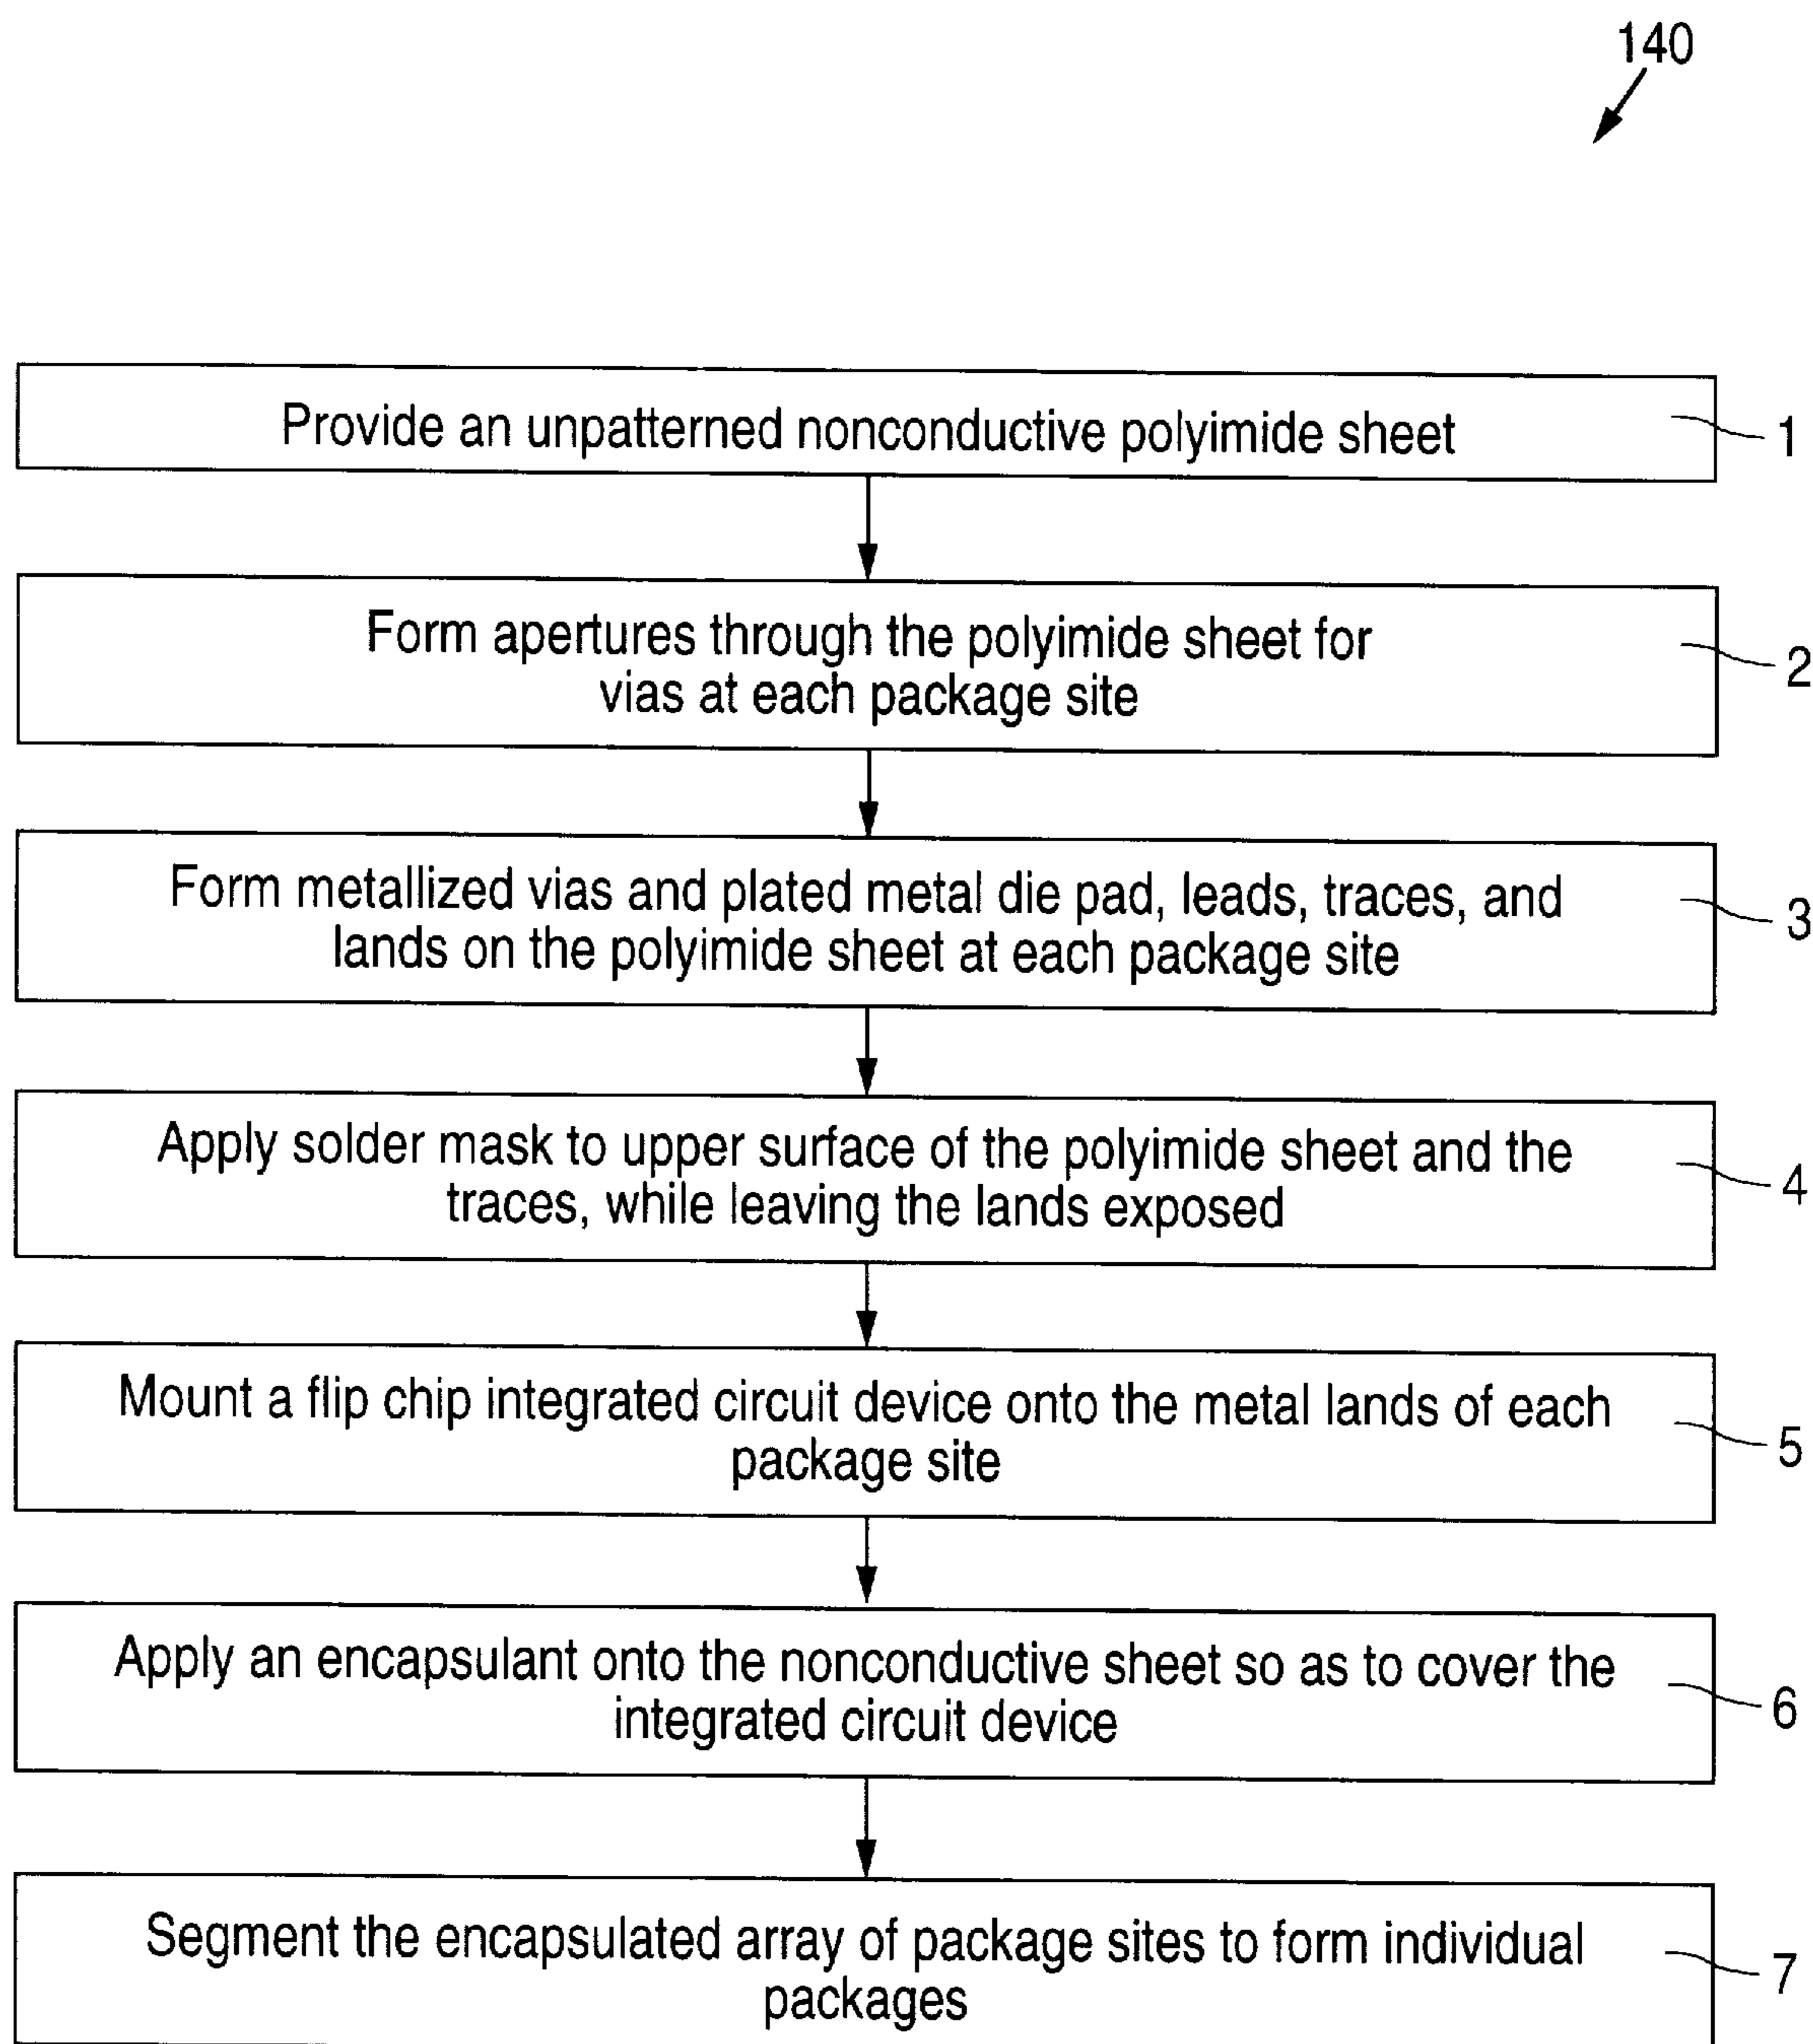 140
Provide an unpatterned nonconductive polyimide sheet
1
Form apertures through the polyimide sheet for
vias at each package site
2
Form metallized vias and plated metal die pad, leads, traces, and
lands on the polyimide sheet at each package site
3
Apply solder mask to upper surface of the polyimide sheet and the
traces, while leaving the lands exposed
4
Mount a flip chip integrated circuit device onto the metal lands of each
package site
5
Apply an encapsulant onto the nonconductive sheet so as to cover the
integrated circuit device
6
Segment the encapsulated array of package sites to form individual
packages
7